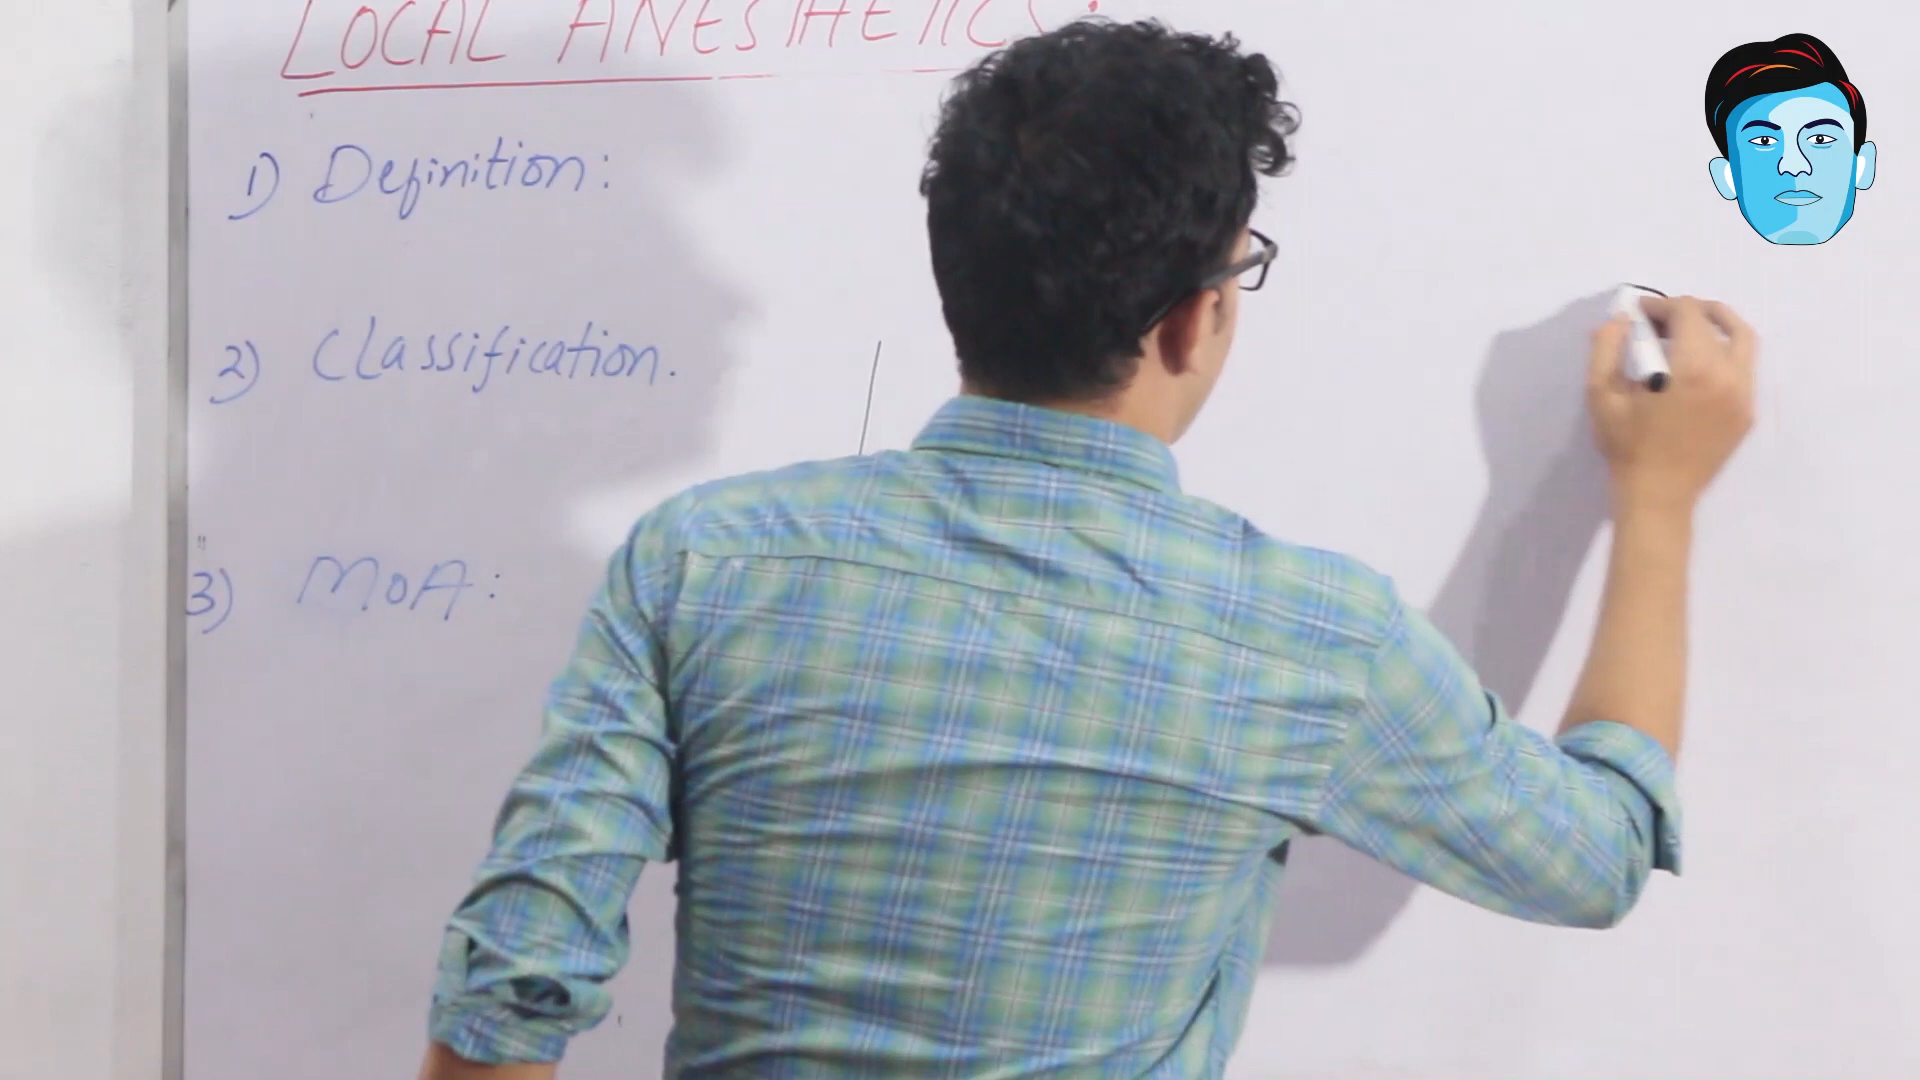 LOCAL ANESTHETICS:
1) Definition:
2) Classification.
3) MOA: